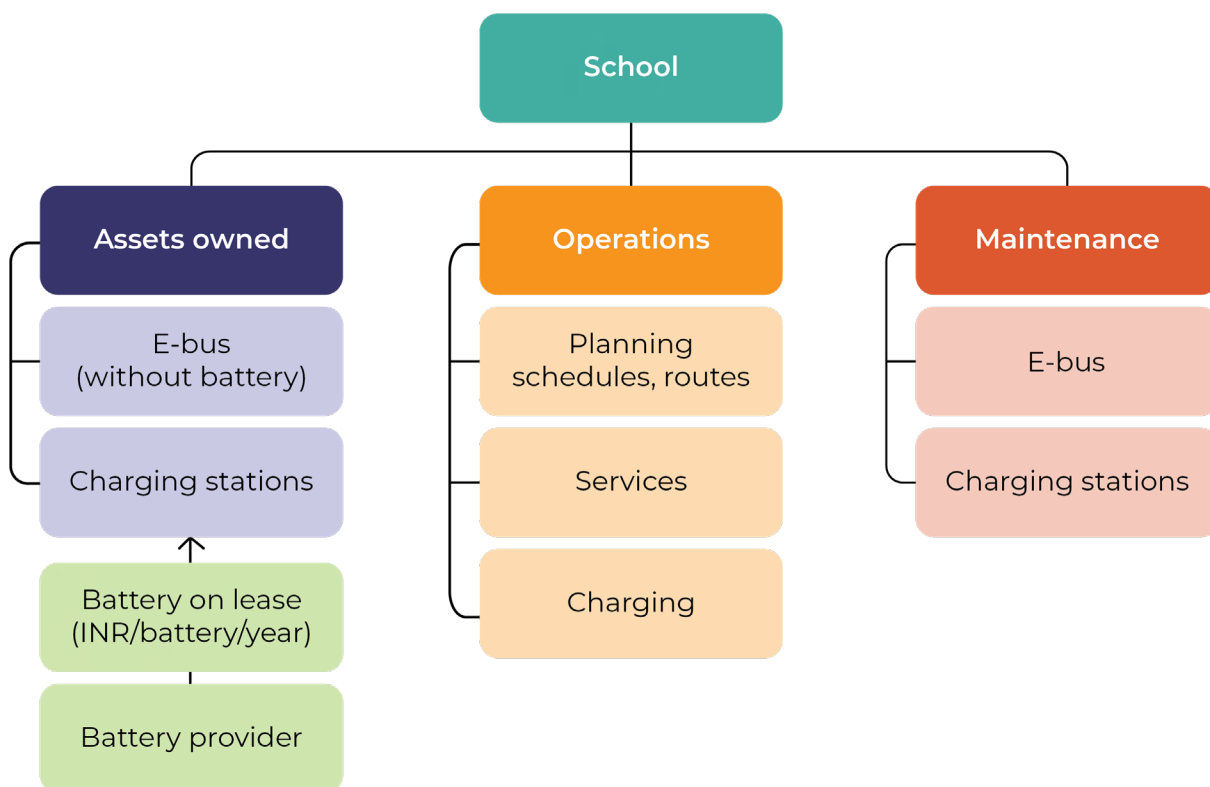 School
Assets owned
E-bus
(without battery)
Charging stations
Battery on lease
(INR/battery/year)
Battery provider
Operations
Planning
schedules, routes
Services
Charging
Maintenance
E-bus
Charging stations